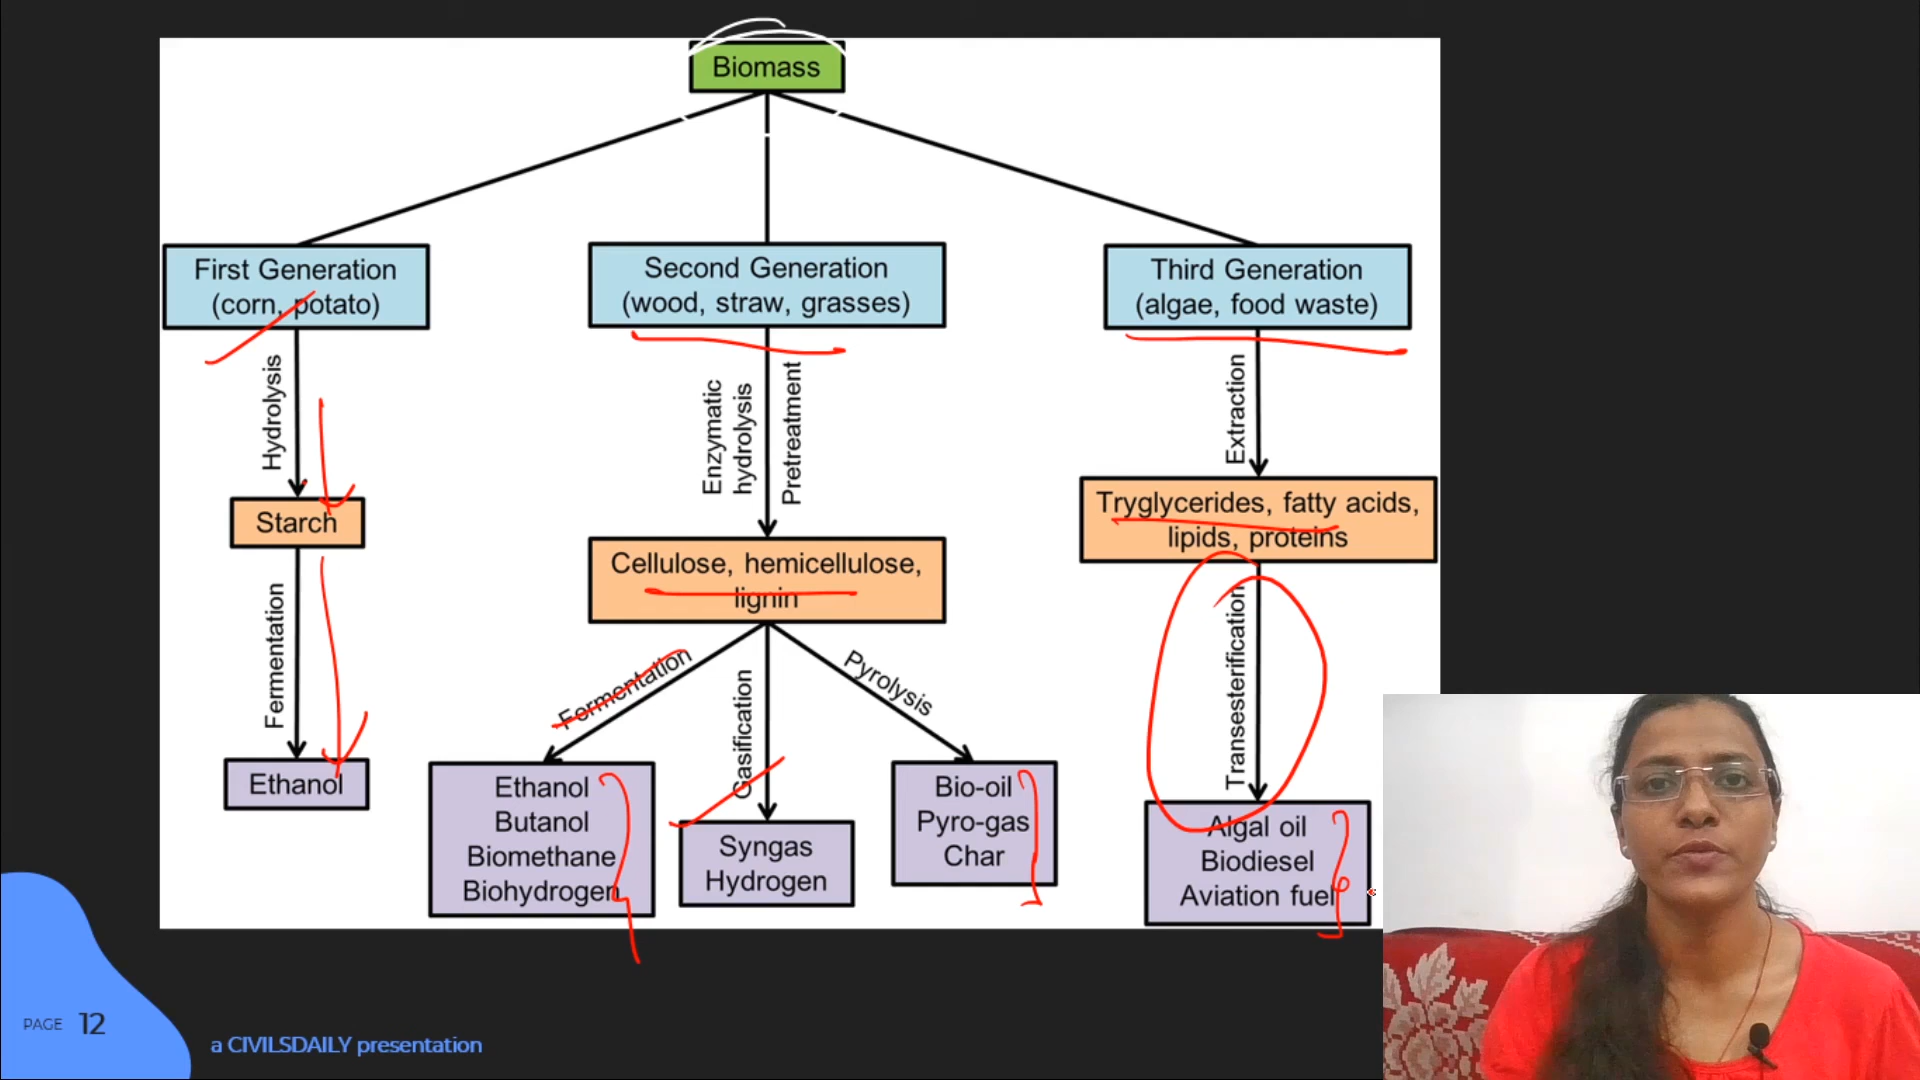 Biomass
First Generation
(corn, potato)
Second Generation
(wood, straw, grasses)
Third Generation
(algae, food waste)
Hydrolysis
Enzymatic
hydrolysis
Pretreatment
Extraction
Starch
Cellulose, hemicellulose,
lignin
Tryglycerides, fatty acids,
lipids, proteins
Fermentation
Fermentation
Gasification
Pyrolysis
Transesterification
Ethanol
Ethanol
Butanol
Biomethane
Biohydrogen
Syngas
Hydrogen
Bio-oil
Pyro-gas
Char
Algal oil
Biodiesel
Aviation fuel
PAGE 12
a CIVILSDAILY presentation